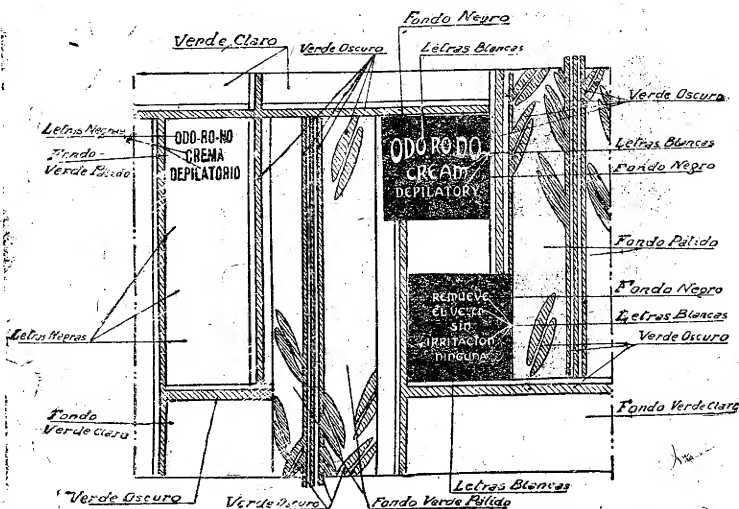 Fondo Negro
Verde Claro
Verde Oscuro
Letras Blancas
Verde Oscuro
Letras Negras
ODO-RO-NO
CREMA
DEPILATORIO
Fondo
Verde Palido
ODO·RO·NO
CREAM
DEPILATORY
Letras Blancas
Fondo Negro
Fondo Pálido
REMUEVE
EL VELLO
SIN
IRRITACION
NINGUNA
Fondo Negro
Letras Blancas
Verde Oscuro
Letras Negras
Fondo
Verde Claro
Fondo Verde Claro
Letras Blancas
Verde Oscuro
Verde Oscuro
Fondo Verde Pálido